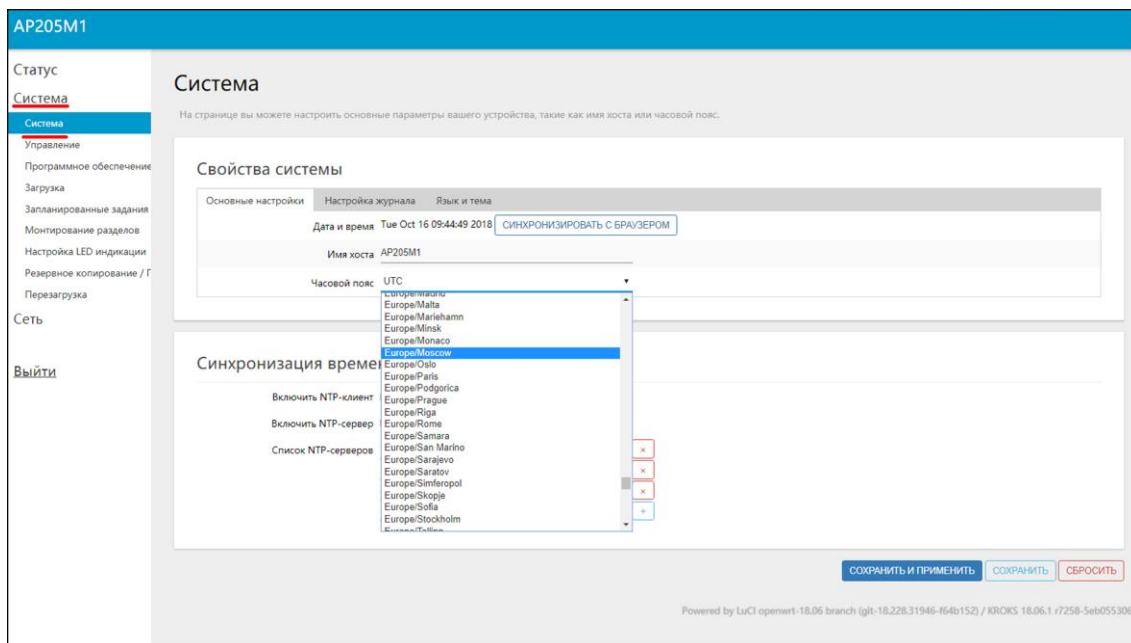 AP205M1
Статус
Система
Система
Управление
Программное обеспечение
Загрузка
Запланированные задания
Монтирование разделов
Настройка LED индикации
Резервное копирование /
Перезагрузка
Сеть
Выйти
Система
На странице вы можете настроить основные параметры вашего устройства, такие как имя хоста или часовой пояс.
Свойства системы
Основные настройки Настройка журнала Язык и тема
Дата и время Tue Oct 16 09:44:49 2018 СИНХРОНИЗИРОВАТЬ С БРАУЗЕРОМ
Имя хоста AP205M1
Часовой пояс UTC
Europe/Madrid
Europe/Malta
Europe/Mariehamn
Europe/Minsk
Europe/Monaco
Europe/Moscow
Europe/Oslo
Europe/Paris
Europe/Podgorica
Europe/Prague
Europe/Riga
Europe/Rome
Europe/Samara
Europe/San Marino
Europe/Sarajevo
Europe/Saratov
Europe/Simferopol
Europe/Skopje
Europe/Sofia
Europe/Stockholm
Europe/Tallinn
Синхронизация
Включить NTP-клиент
Включить NTP-сервер
Список NTP-серверов
СОХРАНИТЬ И ПРИМЕНИТЬ СОХРАНИТЬ СБРОСИТЬ
Powered by LuCI openwrt-18.06 branch (git-18.228.31946-f64b152) / KROKS 18.06.1 r7258-5eb055306